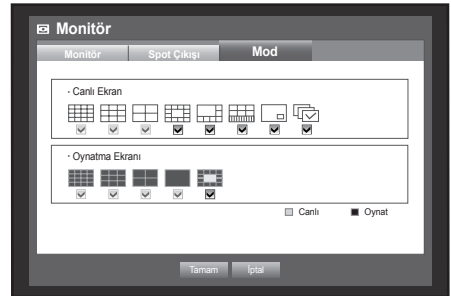 Monitör
Monitör Spot Çıkışı Mod
· Canlı Ekran
· Oynatma Ekranı
Canlı Oynat
Tamam İptal